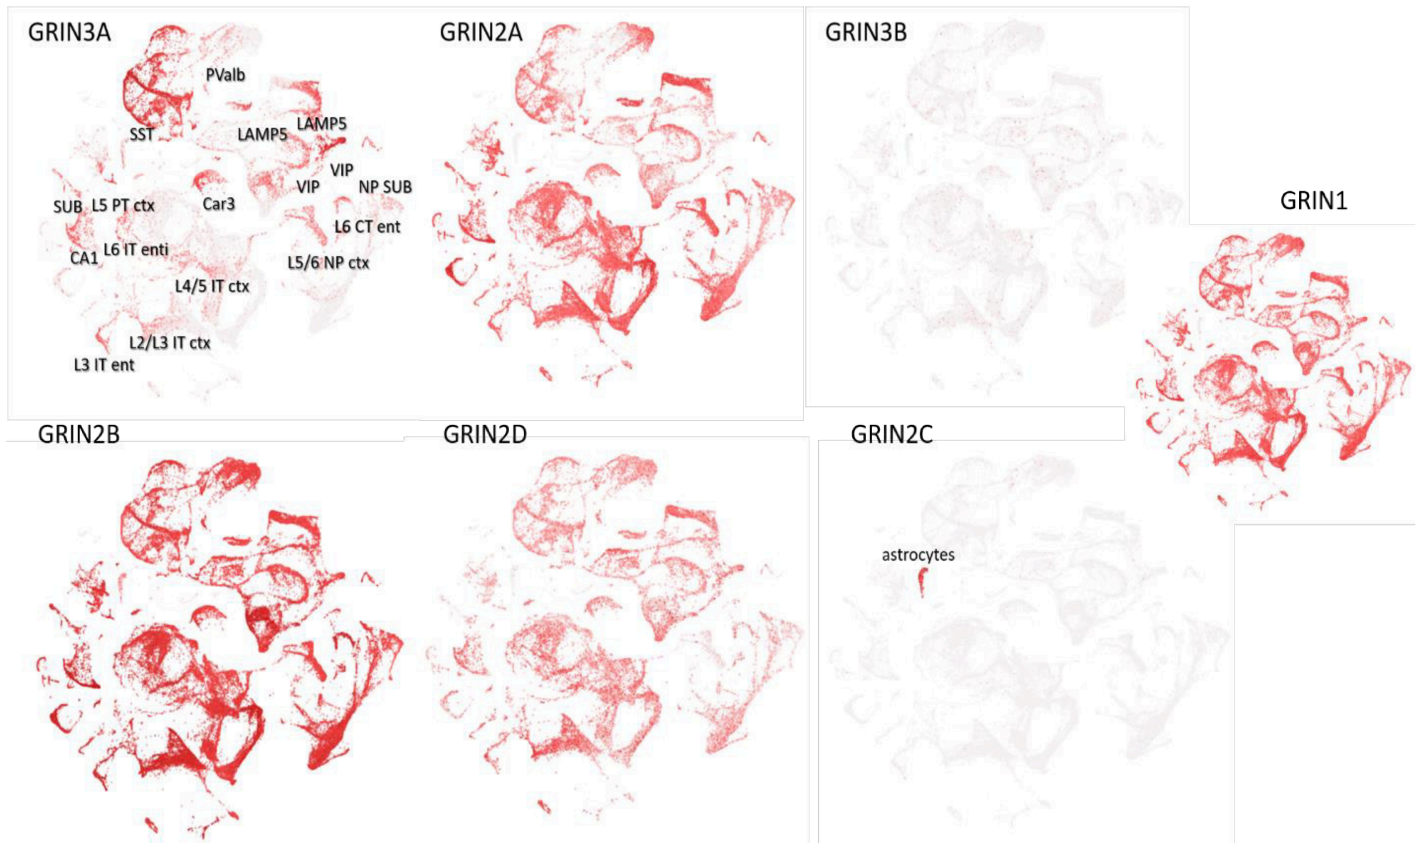 GRIN3A
GRIN2A
GRIN3B
PValb
SST
LAMP5
LAMP5
VIP
VIP
NP SUB
SUB
L5 PT ctx
Car3
L6 CT ent
CA1
L6 IT enti
L5/6 NP ctx
L4/5 IT ctx
L2/L3 IT ctx
L3 IT ent
GRIN1
GRIN2B
GRIN2D
GRIN2C
astrocytes